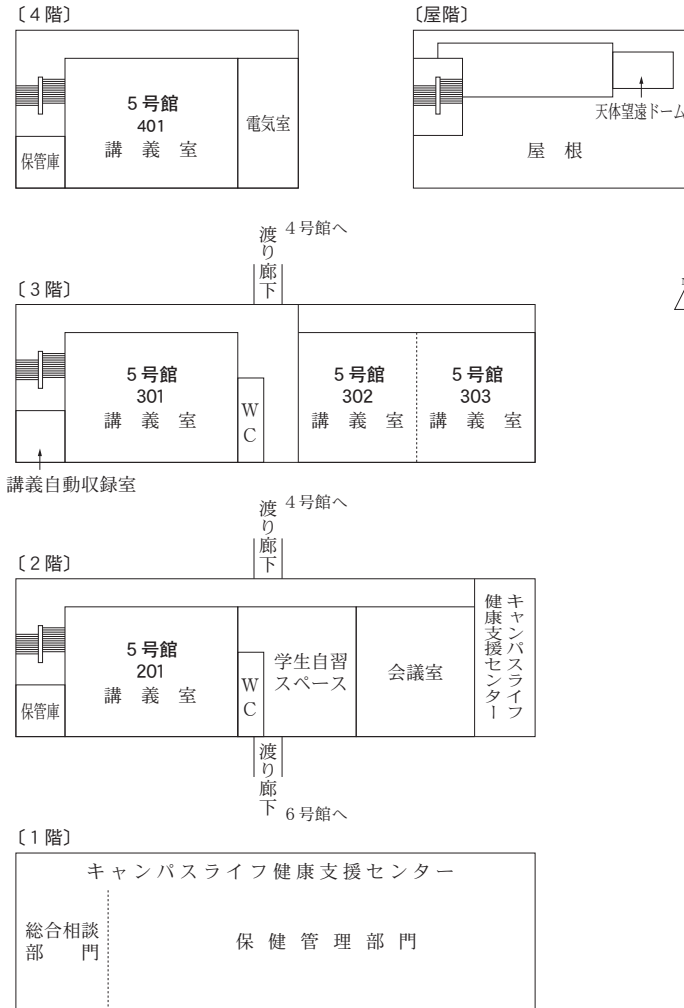 〔４階〕
５号館
401
講義室
電気室
保管庫
〔屋階〕
天体望遠ドーム
屋根
渡り廊下
４号館へ
〔３階〕
５号館
301
講義室
WC
５号館
302
講義室
５号館
303
講義室
講義自動収録室
渡り廊下
４号館へ
〔２階〕
５号館
201
講義室
保管庫
WC
学生自習
スペース
会議室
キャンパスライフ
健康支援センター
渡り廊下
６号館へ
〔１階〕
キャンパスライフ健康支援センター
総合相談
部門
保健管理部門